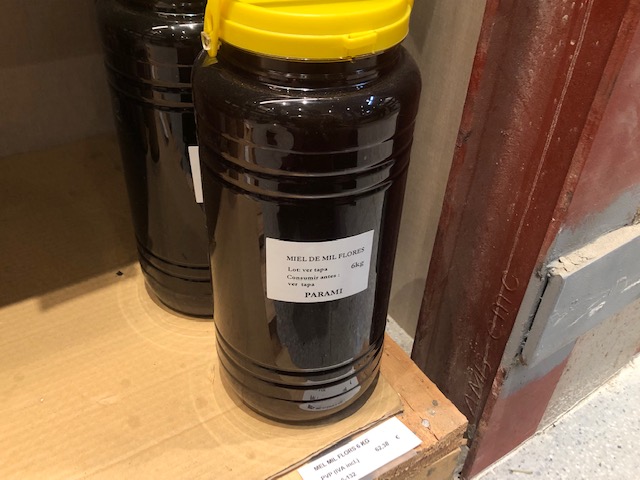 MIEL DE MIL FLORES
6kg
Lot: ver tapa
Consumir antes :
ver tapa
PARAMI
MEL MIL FLORS 6 KG
62,38 €
PVP (IVA incl.)